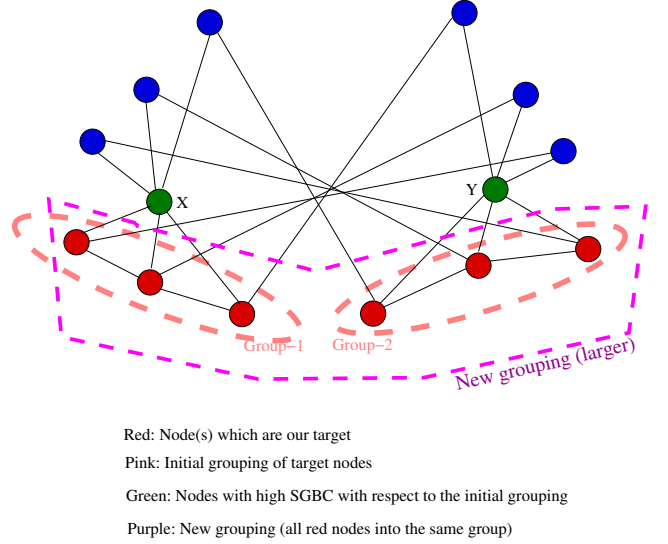 X
Y
Group-1
Group-2
New grouping (larger)
Red: Node(s) which are our target
Pink: Initial grouping of target nodes
Green: Nodes with high SGBC with respect to the initial grouping
Purple: New grouping (all red nodes into the same group)